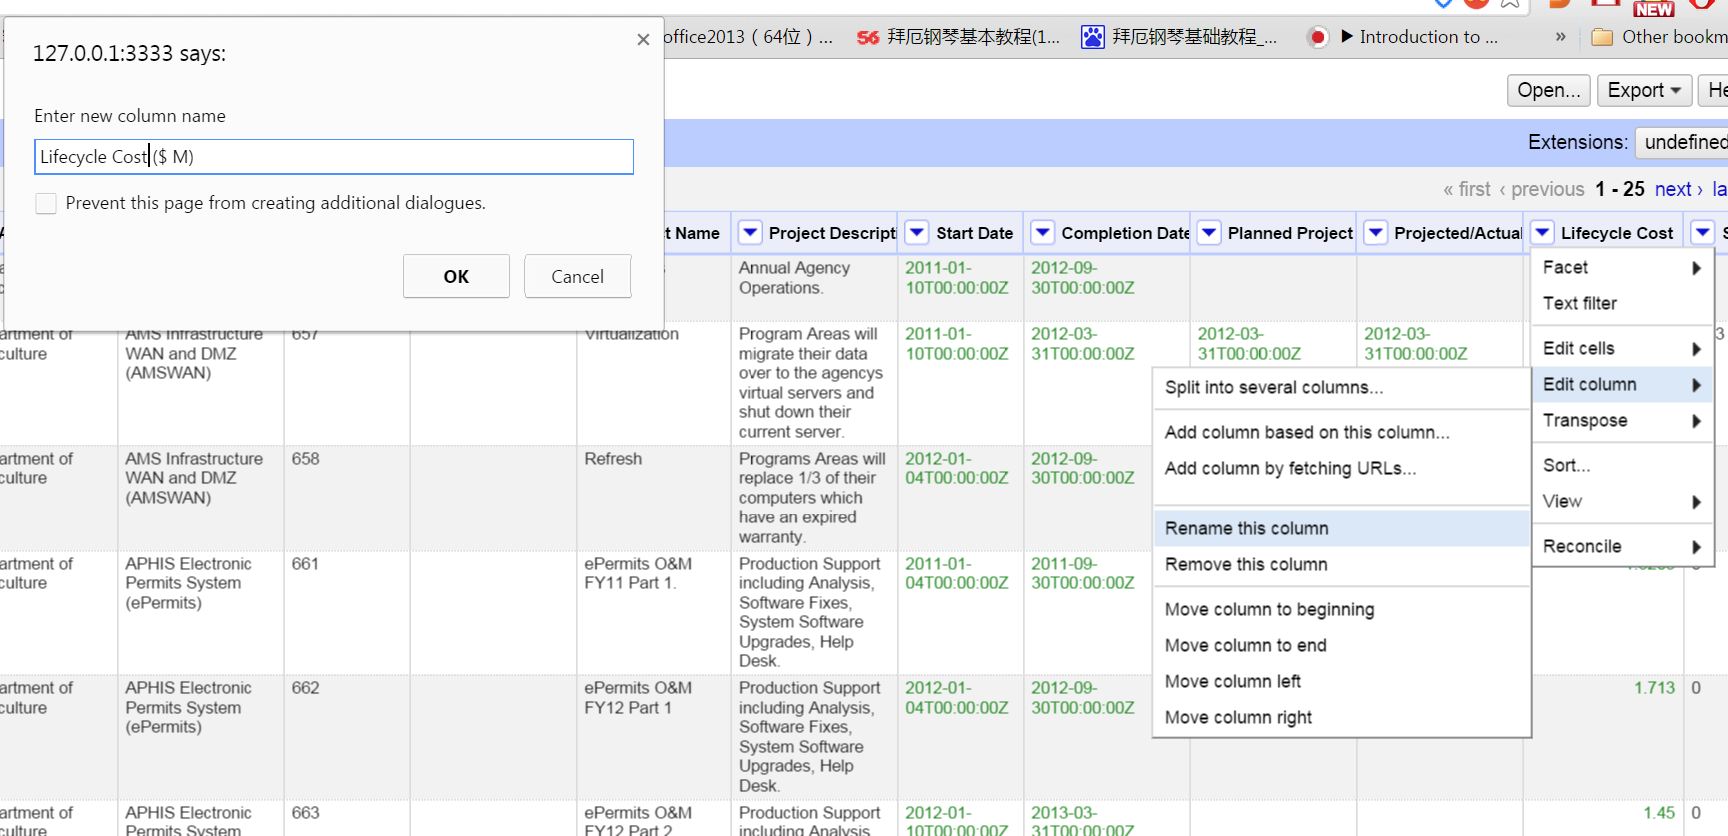 NEW
office2013（64位）...
56 拜厄钢琴基本教程(1...
拜厄钢琴基础教程_...
▶ Introduction to ...
»
Other bookm
127.0.0.1:3333 says:
Enter new column name
Lifecycle Cost ($ M)
Prevent this page from creating additional dialogues.
OK
Cancel
Open...
Export
He
Extensions:
undefined
« first ‹ previous 1 - 25 next › la
t Name
Project Descripti
Start Date
Completion Date
Planned Project
Projected/Actual
Lifecycle Cost
S
Annual Agency
Operations.
2011-01-
10T00:00:00Z
2012-09-
30T00:00:00Z
artment of
culture
AMS Infrastructure
WAN and DMZ
(AMSWAN)
657
Virtualization
Program Areas will
migrate their data
over to the agencys
virtual servers and
shut down their
current server.
2011-01-
10T00:00:00Z
2012-03-
31T00:00:00Z
2012-03-
31T00:00:00Z
2012-03-
31T00:00:00Z
3
artment of
culture
AMS Infrastructure
WAN and DMZ
(AMSWAN)
658
Refresh
Programs Areas will
replace 1/3 of their
computers which
have an expired
warranty.
2012-01-
04T00:00:00Z
2012-09-
30T00:00:00Z
artment of
culture
APHIS Electronic
Permits System
(ePermits)
661
ePermits O&M
FY11 Part 1.
Production Support
including Analysis,
Software Fixes,
System Software
Upgrades, Help
Desk.
2011-01-
04T00:00:00Z
2011-09-
30T00:00:00Z
artment of
culture
APHIS Electronic
Permits System
(ePermits)
662
ePermits O&M
FY12 Part 1
Production Support
including Analysis,
Software Fixes,
System Software
Upgrades, Help
Desk.
2012-01-
04T00:00:00Z
2012-09-
30T00:00:00Z
1.713
0
artment of
culture
APHIS Electronic
Permits System
663
ePermits O&M
FY12 Part 2
Production Support
including Analysis
2012-01-
10T00:00:00Z
2013-03-
31T00:00:00Z
1.45
0
Facet
Text filter
Edit cells
Edit column
Transpose
Sort...
View
Reconcile
Split into several columns...
Add column based on this column...
Add column by fetching URLs...
Rename this column
Remove this column
Move column to beginning
Move column to end
Move column left
Move column right